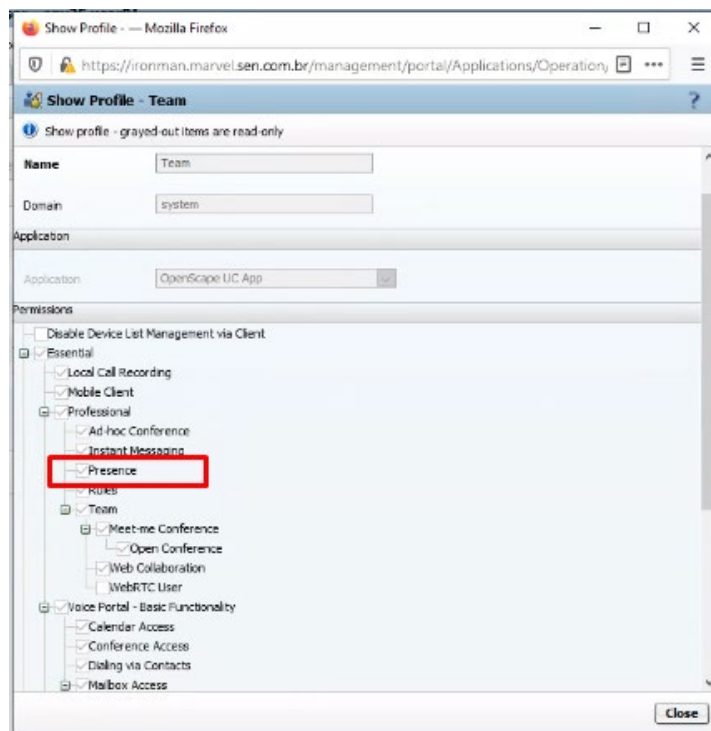 Show Profile - — Mozilla Firefox
https://ironman.marvel.sen.com.br/management/portal/Applications/Operation/
Show Profile - Team
?
Show profile - grayed-out items are read-only
Name Team
Domain system
Application
Application OpenScape UC App
Permissions
Disable Device List Management via Client
Essential
Local Call Recording
Mobile Client
Professional
Ad-hoc Conference
Instant Messaging
Presence
Rules
Team
Meet-me Conference
Open Conference
Web Collaboration
WebRTC User
Voice Portal - Basic Functionality
Calendar Access
Conference Access
Dialing via Contacts
Mailbox Access
Close